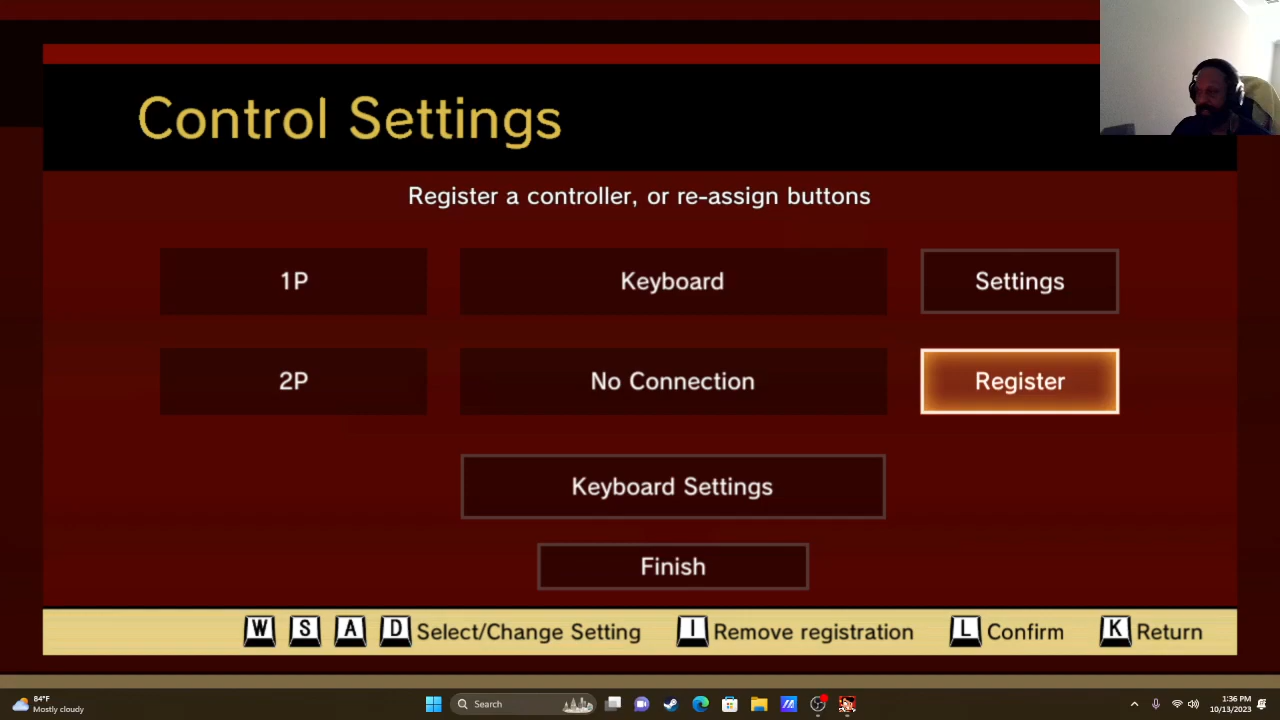 Control Settings
Register a controller, or re-assign buttons
1P Keyboard Settings
2P No Connection Register
Keyboard Settings
Finish
W S A D Select/Change Setting I Remove registration L Confirm K Return
84°F
Mostly cloudy
Search
1:36 PM
10/13/2023